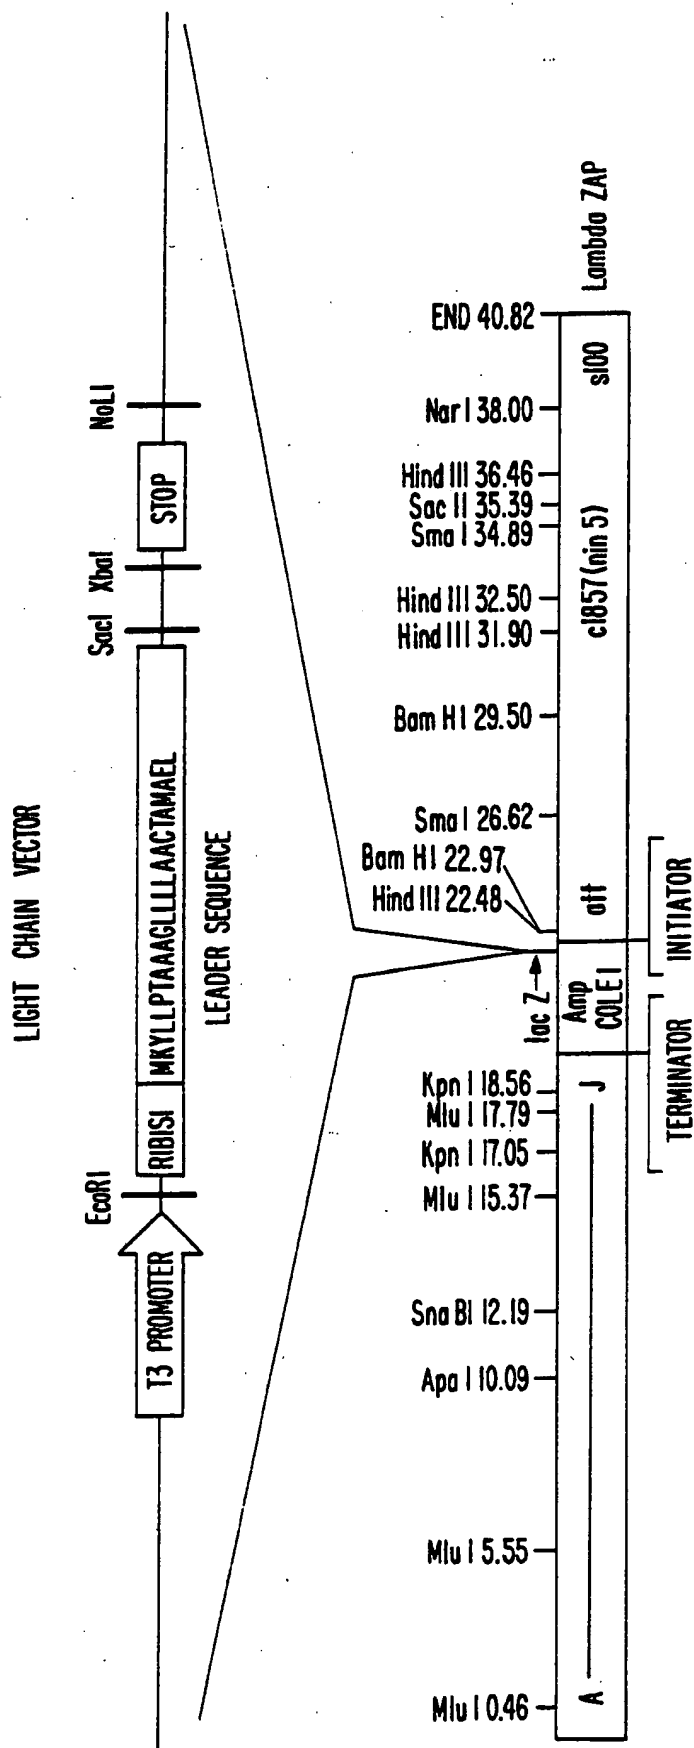 LIGHT CHAIN VECTOR
T3 PROMOTER
EcoRI
RIBISI
MKYLLPTAAAGLLLLAACTAMAEL
SacI
XbaI
STOP
NoLI
LEADER SEQUENCE
Mlu I 0.46
Mlu I 5.55
Apa I 10.09
Sna BI 12.19
Mlu I 15.37
Kpn I 17.05
Mlu I 17.79
Kpn I 18.56
lac Z
Hind III 22.48
Bam HI 22.97
Sma I 26.62
Bam HI 29.50
Hind III 31.90
Hind III 32.50
Sma I 34.89
Sac II 35.39
Hind III 36.46
Nar I 38.00
END 40.82
A
J
Amp
COLE I
att
cI857 (nin 5)
s100
Lambda ZAP
TERMINATOR
INITIATOR